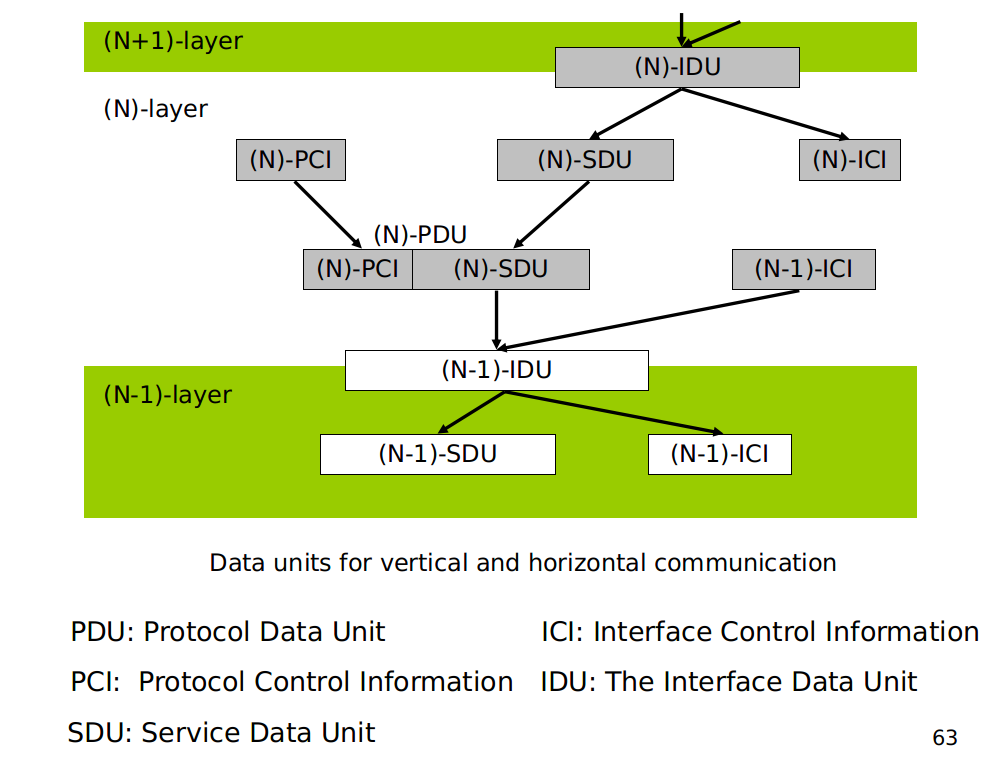 (N+1)-layer
(N)-IDU
(N)-layer
(N)-PCI
(N)-SDU
(N)-ICI
(N)-PDU
(N)-PCI
(N)-SDU
(N-1)-ICI
(N-1)-IDU
(N-1)-layer
(N-1)-SDU
(N-1)-ICI
Data units for vertical and horizontal communication
PDU: Protocol Data Unit
ICI: Interface Control Information
PCI:  Protocol Control Information
IDU: The Interface Data Unit
SDU: Service Data Unit
63